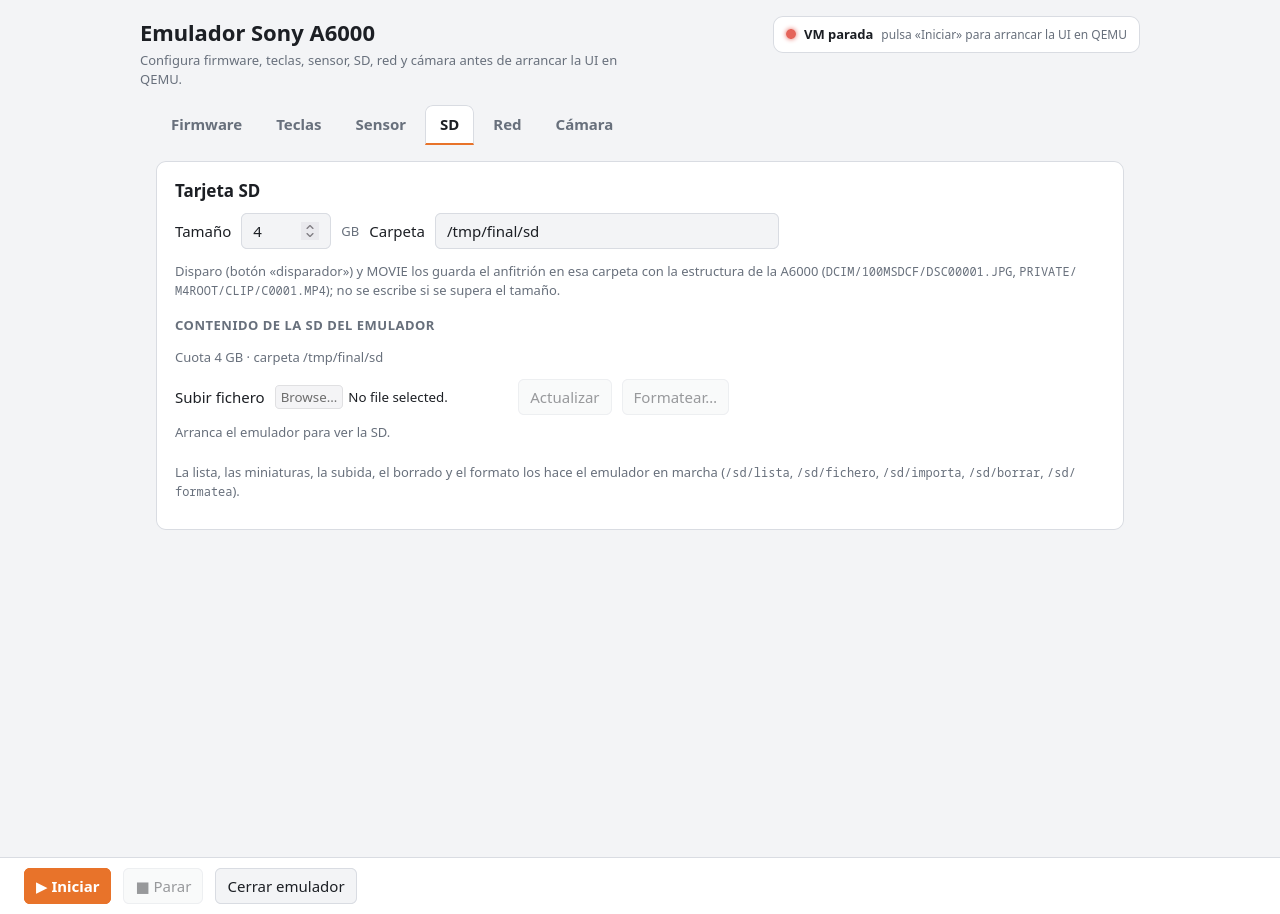 Emulador Sony A6000
VM parada pulsa «Iniciar» para arrancar la UI en QEMU
Configura firmware, teclas, sensor, SD, red y cámara antes de arrancar la UI en
QEMU.
Firmware Teclas Sensor SD Red Cámara
Tarjeta SD
Tamaño 4 GB Carpeta /tmp/final/sd
Disparo (botón «disparador») y MOVIE los guarda el anfitrión en esa carpeta con la estructura de la A6000 (DCIM/100MSDCF/DSC00001.JPG, PRIVATE/
M4ROOT/CLIP/C0001.MP4); no se escribe si se supera el tamaño.
CONTENIDO DE LA SD DEL EMULADOR
Cuota 4 GB · carpeta /tmp/final/sd
Subir fichero Browse... No file selected. Actualizar Formatear...
Arranca el emulador para ver la SD.
La lista, las miniaturas, la subida, el borrado y el formato los hace el emulador en marcha (/sd/lista, /sd/fichero, /sd/importa, /sd/borrar, /sd/
formatea).
▶ Iniciar ■ Parar Cerrar emulador